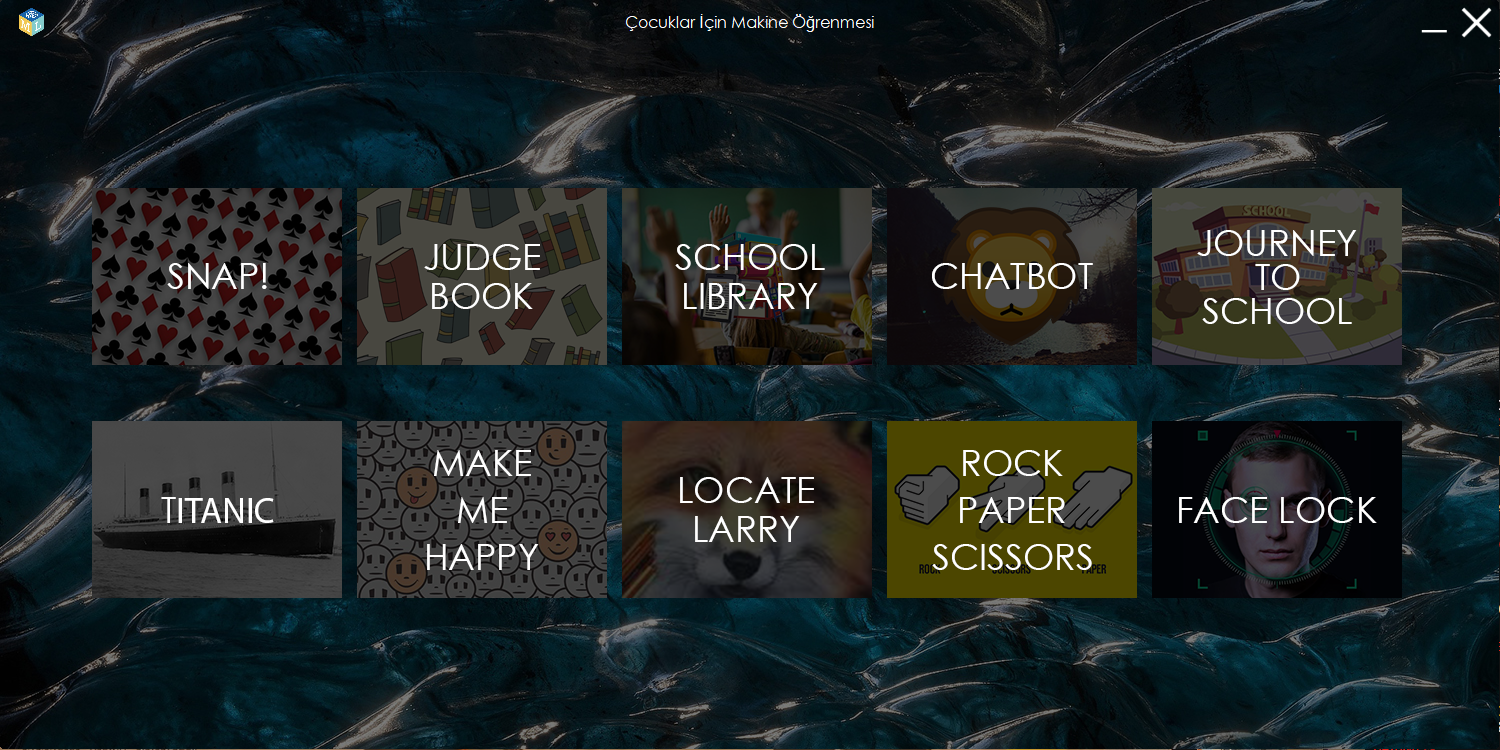 Çocuklar İçin Makine Öğrenmesi
SNAP!
JUDGE
BOOK
SCHOOL
LIBRARY
CHATBOT
SCHOOL
JOURNEY
TO
SCHOOL
TITANIC
MAKE
ME
HAPPY
LOCATE
LARRY
ROCK
PAPER
SCISSORS
ROCK
SCISSORS
PAPER
FACE LOCK